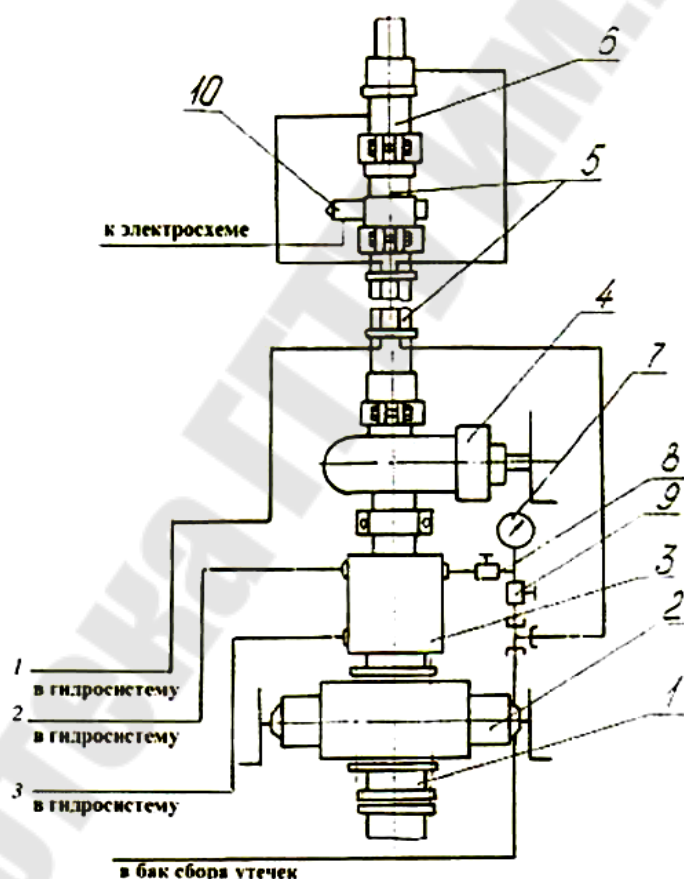 6
10
5
к электросхеме
4
7
8
9
3
1
в гидросистему
2
2
в гидросистему
1
3
в гидросистему
в бак сбора утечек